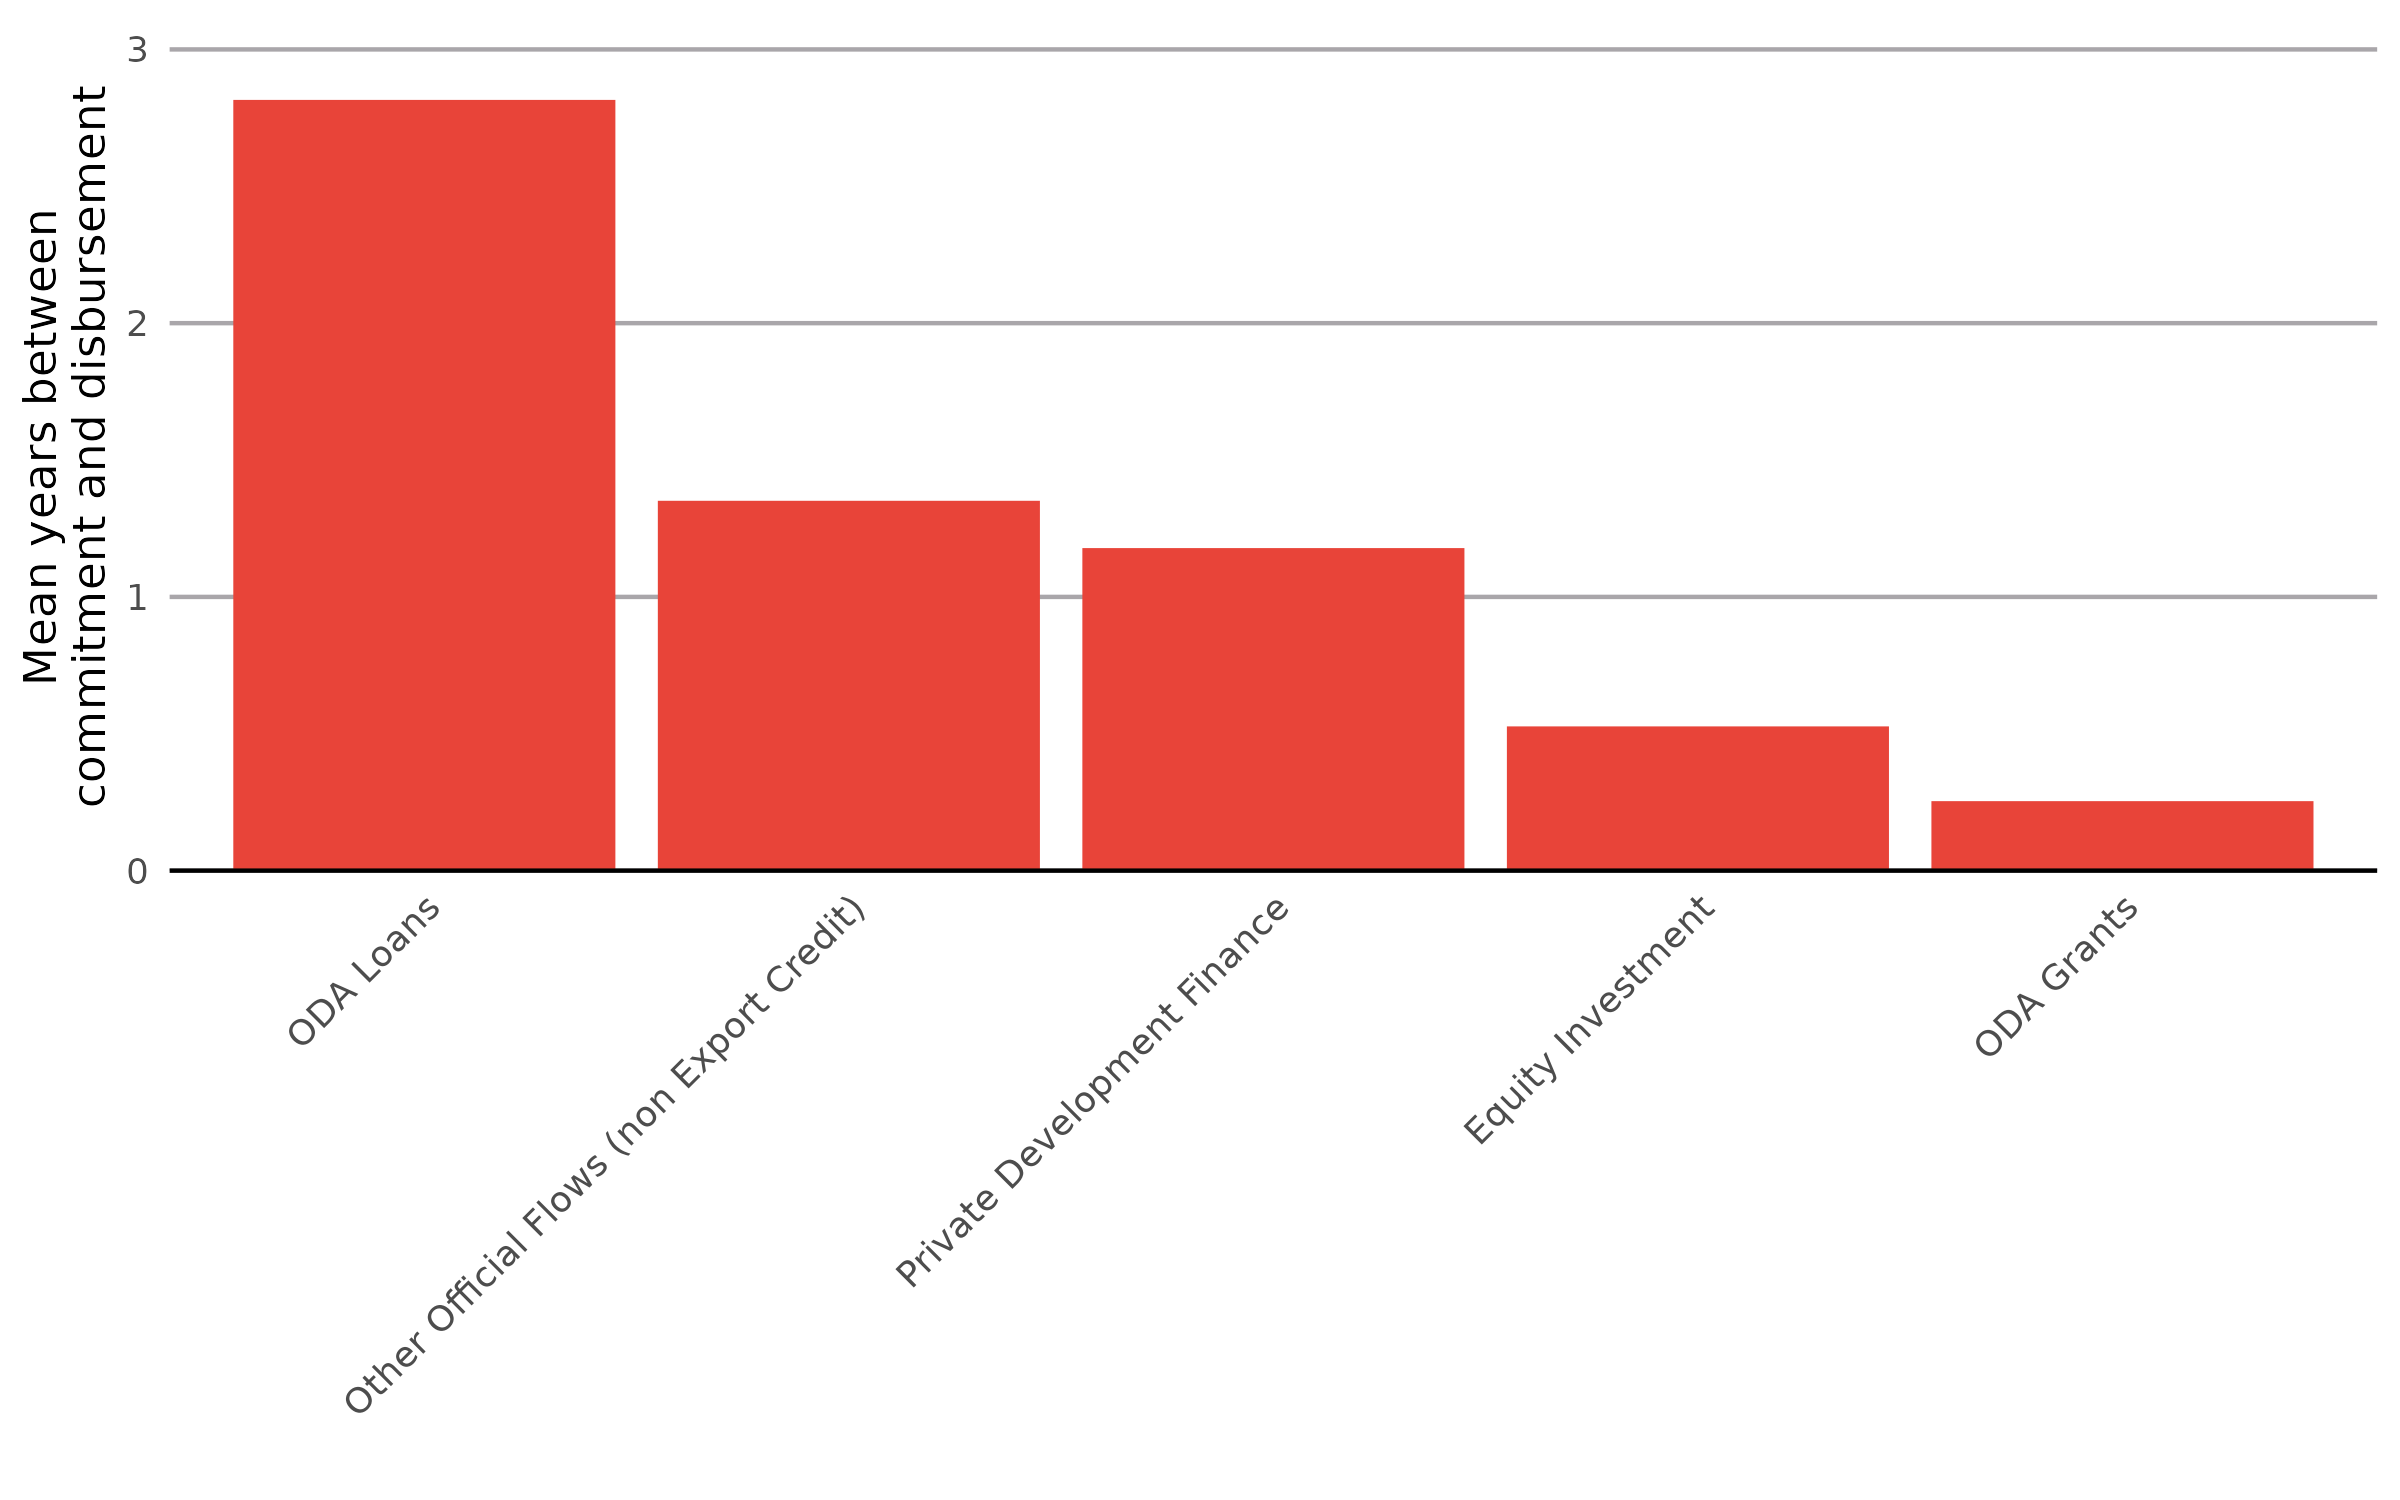 Mean years between
commitment and disbursement
3
2
1
0
ODA Loans
Other Official Flows (non Export Credit)
Private Development Finance
Equity Investment
ODA Grants